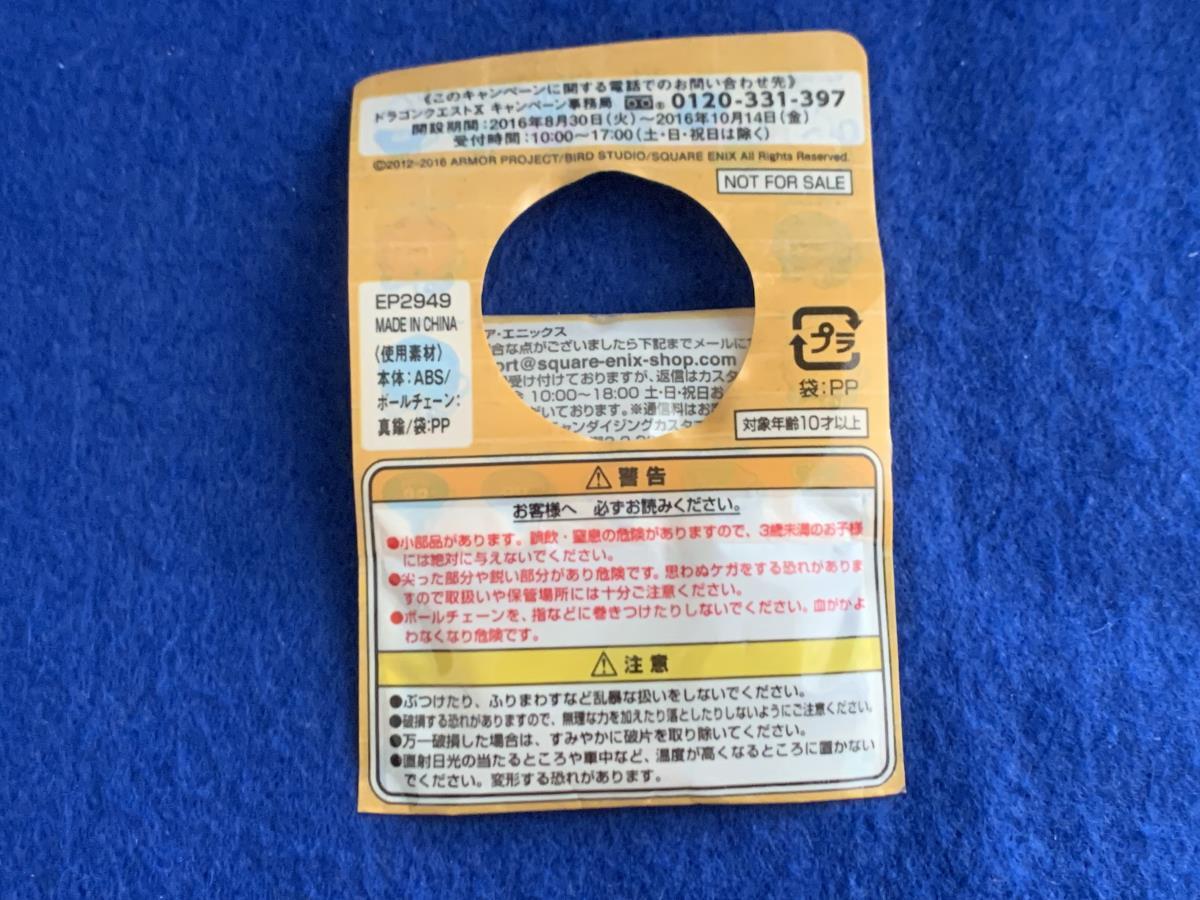 《このキャンペーンに関する電話でのお問い合わせ先》
ドラゴンクエストX キャンペーン事務局 0120-331-397
開設期間:2016年8月30日(火)～2016年10月14日(金)
受付時間:10:00～17:00(土・日・祝日は除く)
©2012-2016 ARMOR PROJECT/BIRD STUDIO/SQUARE ENIX All Rights Reserved.
NOT FOR SALE
EP2949
MADE IN CHINA
〈使用素材〉
本体:ABS/
ボールチェーン:
真鍮/袋:PP
ア・エニックス
合な点がございましたら下記までメールに
ort@square-enix-shop.com
受け付けておりますが、返信はカスタ
10:00～18:00 土・日・祝日お
いております。※通信料はお
ャンダイジングカスタ
プラ
袋:PP
対象年齢10才以上
⚠警告
お客様へ 必ずお読みください。
●小部品があります。誤飲・窒息の危険がありますので、3歳未満のお子様
には絶対に与えないでください。
●尖った部分や鋭い部分があり危険です。思わぬケガをする恐れがありま
すので取扱いや保管場所には十分ご注意ください。
●ボールチェーンを、指などに巻きつけたりしないでください。血がかよ
わなくなり危険です。
⚠注意
●ぶつけたり、ふりまわすなど乱暴な扱いをしないでください。
●破損する恐れがありますので、無理な力を加えたり落としたりしないようにご注意ください。
●万一破損した場合は、すみやかに破片を取り除いてください。
●直射日光の当たるところや車中など、温度が高くなるところに置かない
でください。変形する恐れがあります。